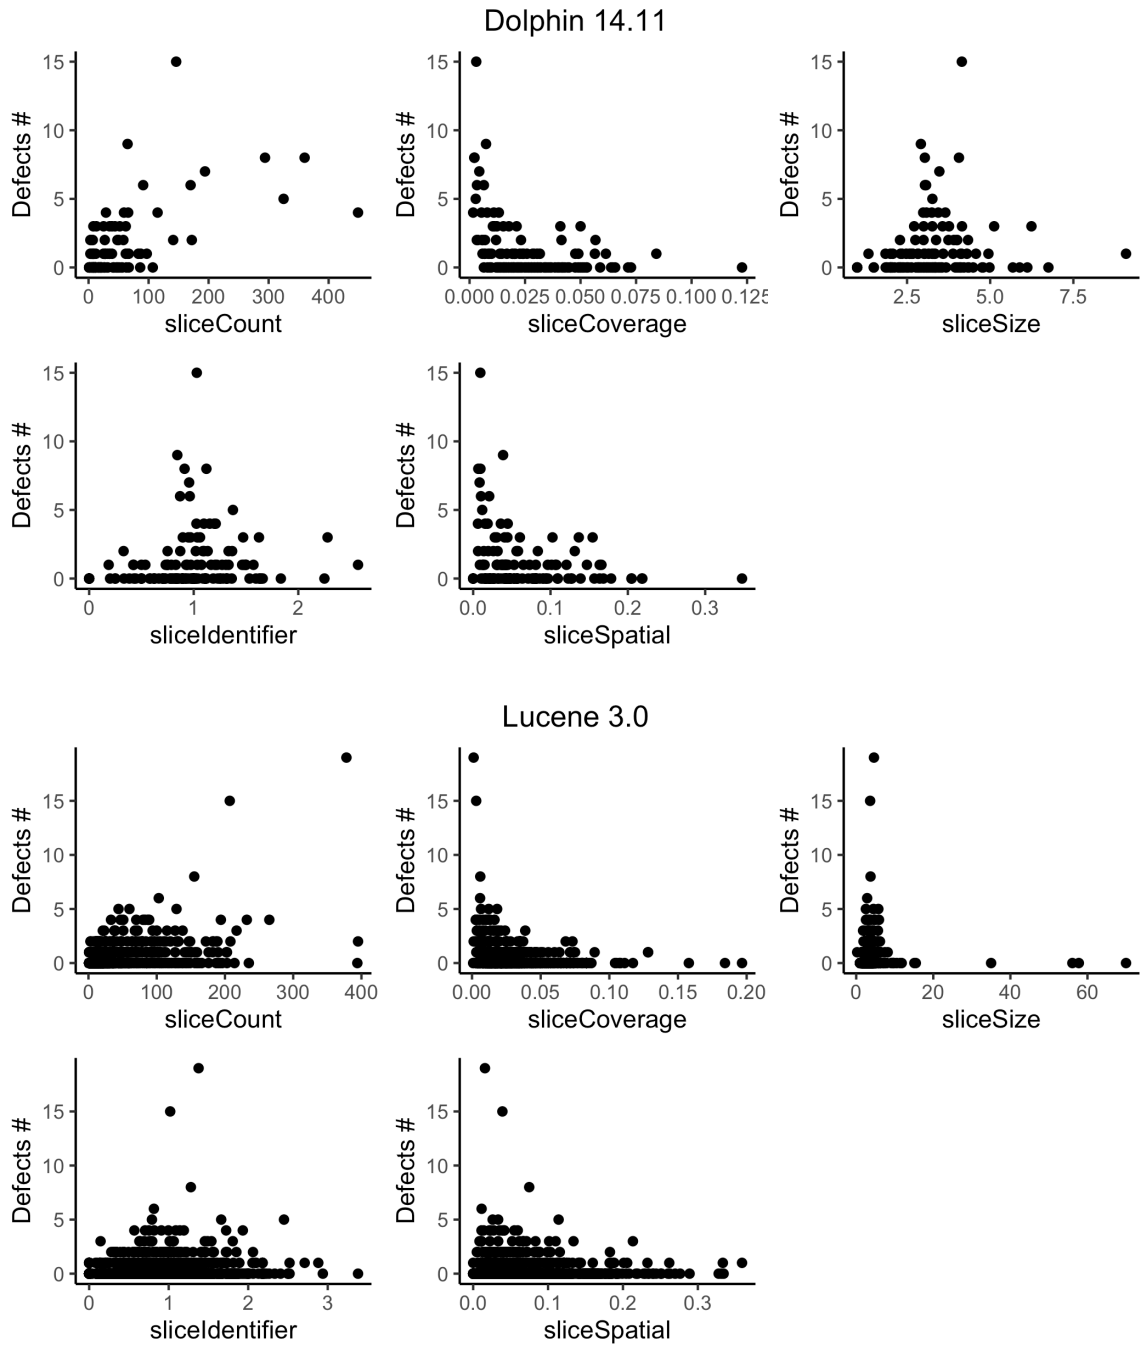 Dolphin 14.11
Defects #
15
10
5
0
0 100 200 300 400
sliceCount
Defects #
15
10
5
0
0.000 0.025 0.050 0.075 0.100 0.125
sliceCoverage
Defects #
15
10
5
0
2.5 5.0 7.5
sliceSize
Defects #
15
10
5
0
0 1 2
sliceIdentifier
Defects #
15
10
5
0
0.0 0.1 0.2 0.3
sliceSpatial
Lucene 3.0
Defects #
15
10
5
0
0 100 200 300 400
sliceCount
Defects #
15
10
5
0
0.00 0.05 0.10 0.15 0.20
sliceCoverage
Defects #
15
10
5
0
0 20 40 60
sliceSize
Defects #
15
10
5
0
0 1 2 3
sliceIdentifier
Defects #
15
10
5
0
0.0 0.1 0.2 0.3
sliceSpatial